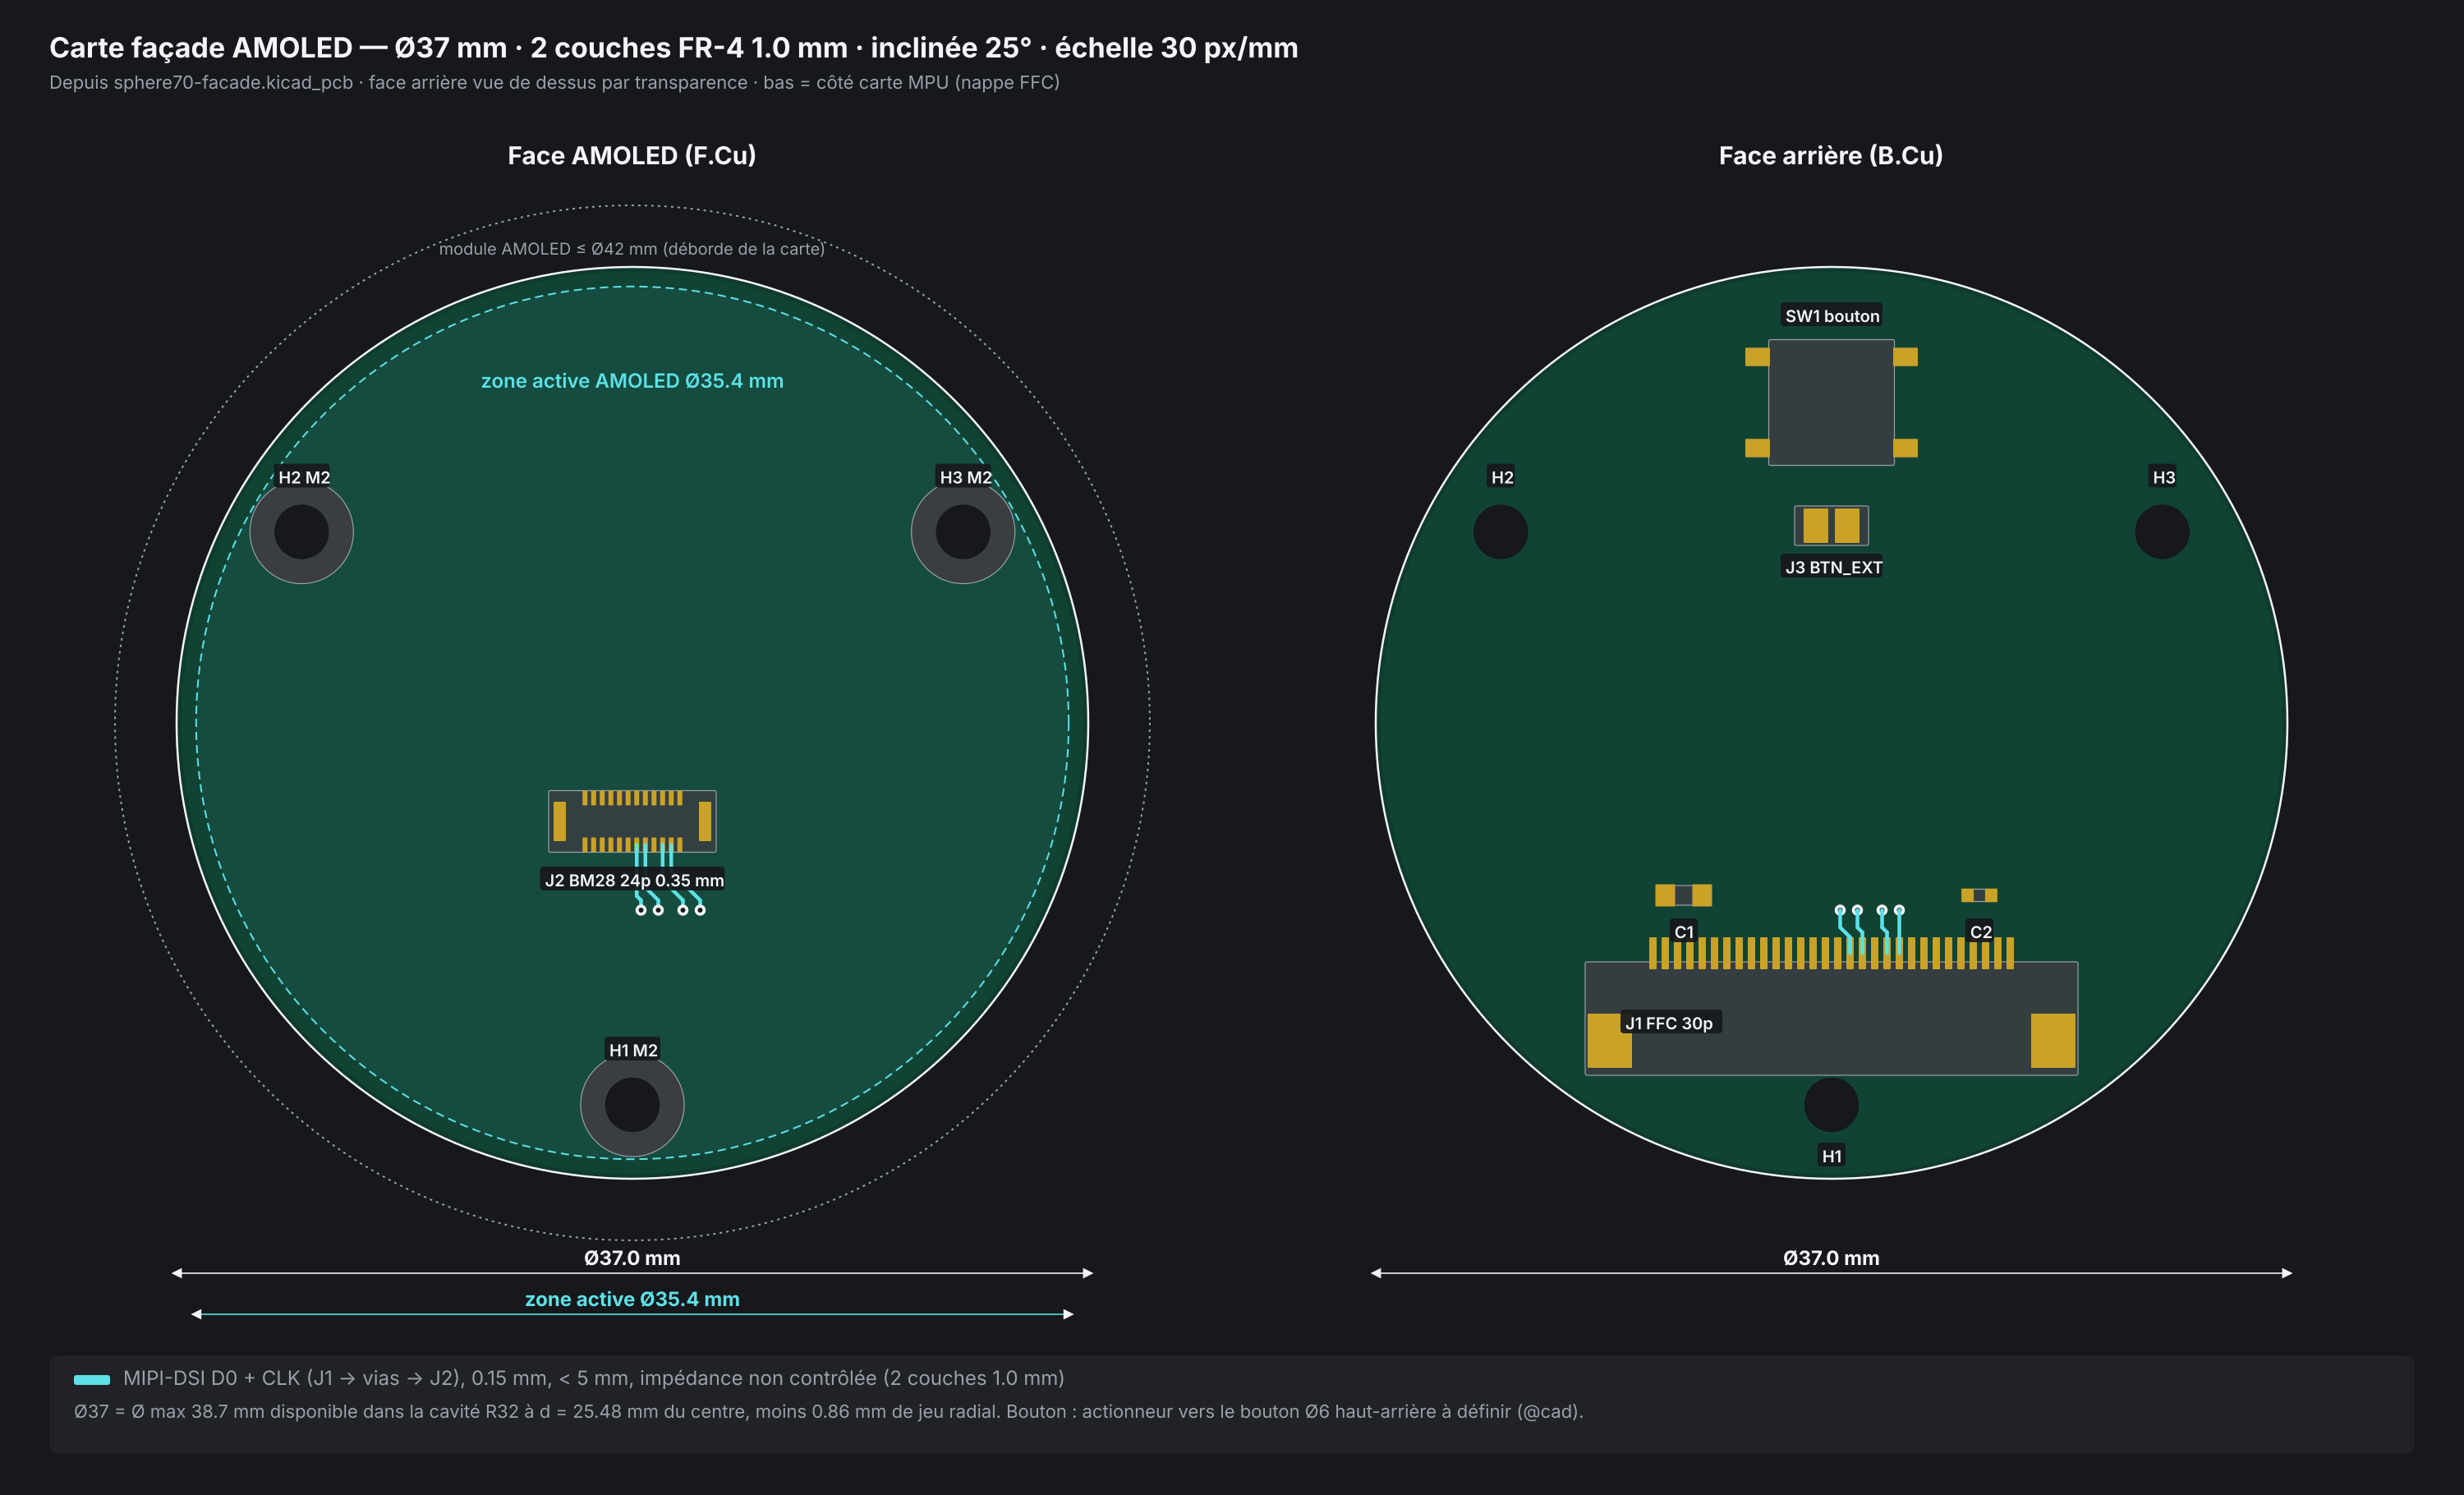 Carte façade AMOLED — Ø37 mm · 2 couches FR-4 1.0 mm · inclinée 25° · échelle 30 px/mm
Depuis sphere70-facade.kicad_pcb · face arrière vue de dessus par transparence · bas = côté carte MPU (nappe FFC)
Face AMOLED (F.Cu)
module AMOLED ≤ Ø42 mm (déborde de la carte)
zone active AMOLED Ø35.4 mm
H2 M2
H3 M2
J2 BM28 24p 0.35 mm
H1 M2
Ø37.0 mm
zone active Ø35.4 mm
Face arrière (B.Cu)
SW1 bouton
H2
H3
J3 BTN_EXT
C1
C2
J1 FFC 30p
H1
Ø37.0 mm
MIPI-DSI D0 + CLK (J1 → vias → J2), 0.15 mm, < 5 mm, impédance non contrôlée (2 couches 1.0 mm)
Ø37 = Ø max 38.7 mm disponible dans la cavité R32 à d = 25.48 mm du centre, moins 0.86 mm de jeu radial. Bouton : actionneur vers le bouton Ø6 haut-arrière à définir (@cad).